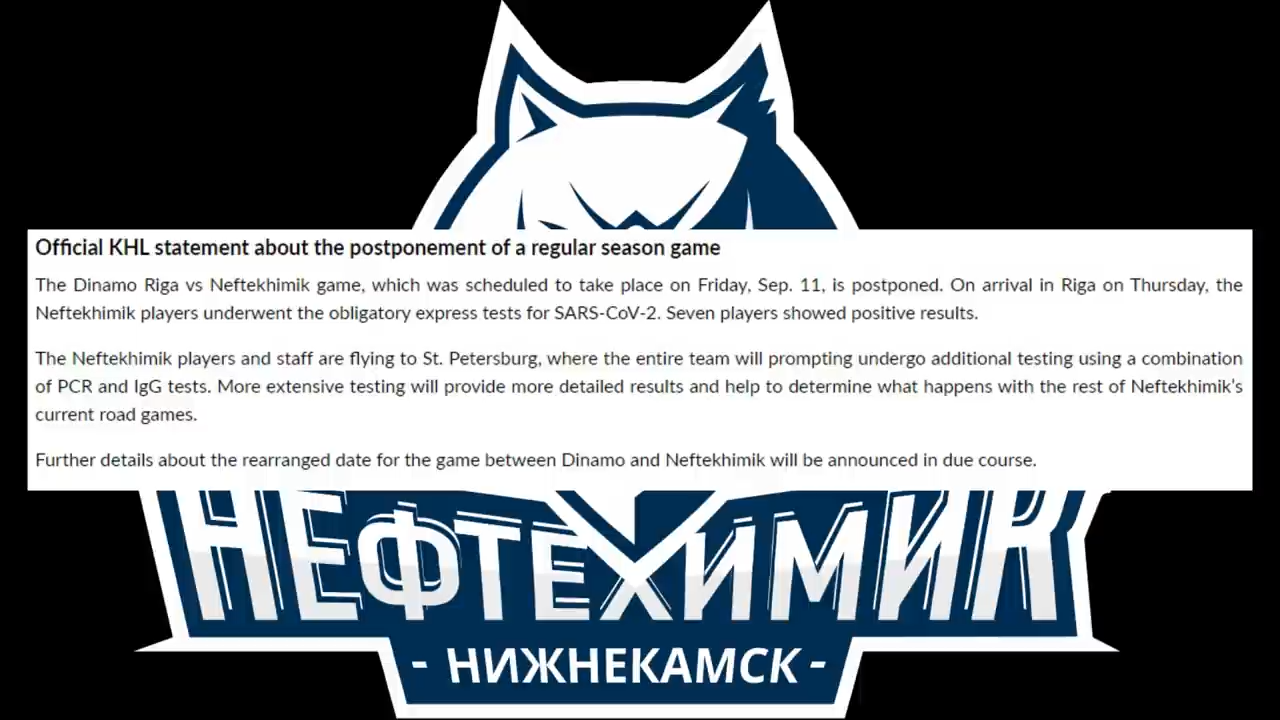 Official KHL statement about the postponement of a regular season game
The Dinamo Riga vs Neftekhimik game, which was scheduled to take place on Friday, Sep. 11, is postponed. On arrival in Riga on Thursday, the
Neftekhimik players underwent the obligatory express tests for SARS-CoV-2. Seven players showed positive results.
The Neftekhimik players and staff are flying to St. Petersburg, where the entire team will prompting undergo additional testing using a combination
of PCR and IgG tests. More extensive testing will provide more detailed results and help to determine what happens with the rest of Neftekhimik's
current road games.
Further details about the rearranged date for the game between Dinamo and Neftekhimik will be announced in due course.
НЕФТЕХИМИК
- НИЖНЕКАМСК -